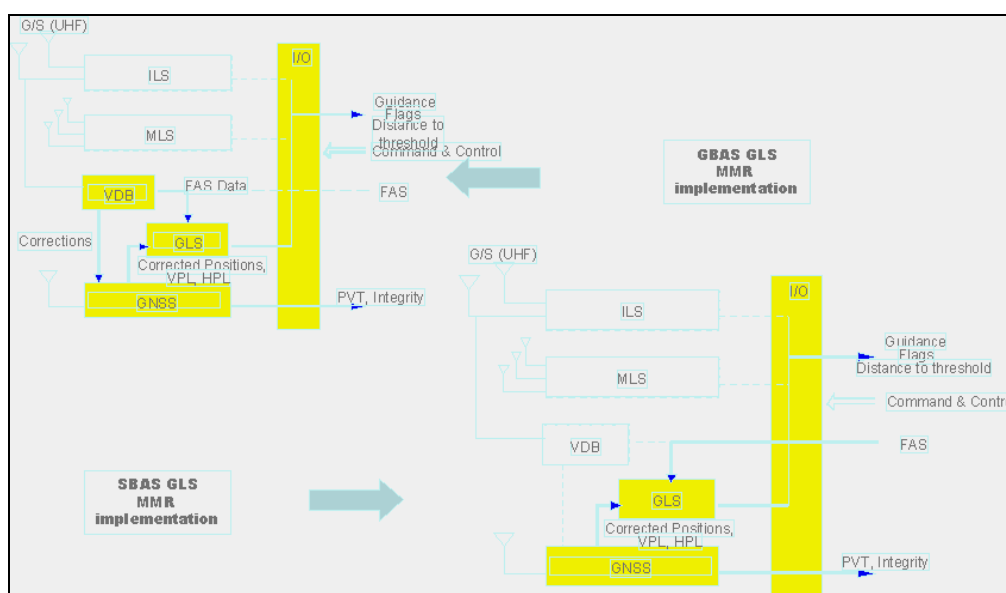 G/S (UHF)
I/O
ILS
Guidance
Flags
Distance to
threshold
Command & Control
MLS
GBAS GLS
MMR
implementation
FAS Data
FAS
VDB
Corrections
GLS
Corrected Positions,
VPL, HPL
GNSS
PVT, Integrity
G/S (UHF)
I/O
ILS
Guidance
Flags
Distance to threshold
MLS
Command & Contr
VDB
FAS
SBAS GLS
MMR
implementation
GLS
Corrected Positions,
VPL, HPL
GNSS
PVT, Integrity